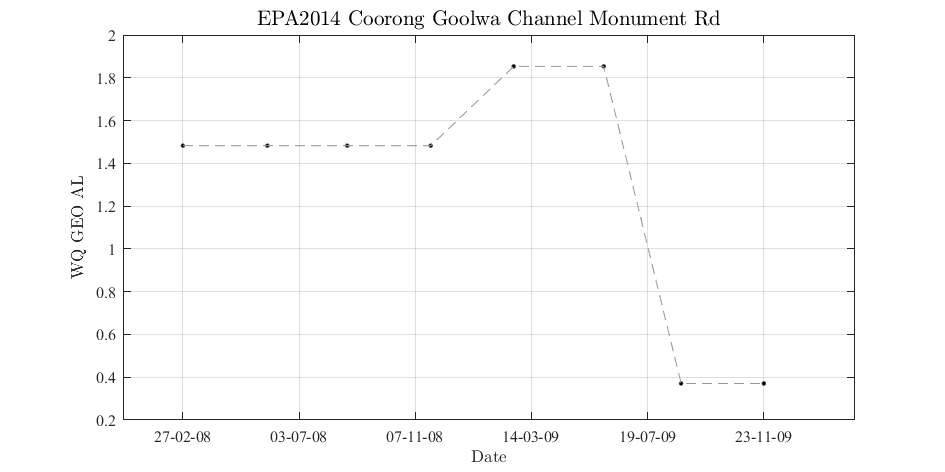 EPA2014 Coorong Goolwa Channel Monument Rd
2
1.8
1.6
1.4
1.2
1
0.8
0.6
0.4
0.2
WQ GEO AL
27-02-08 03-07-08 07-11-08 14-03-09 19-07-09 23-11-09
Date